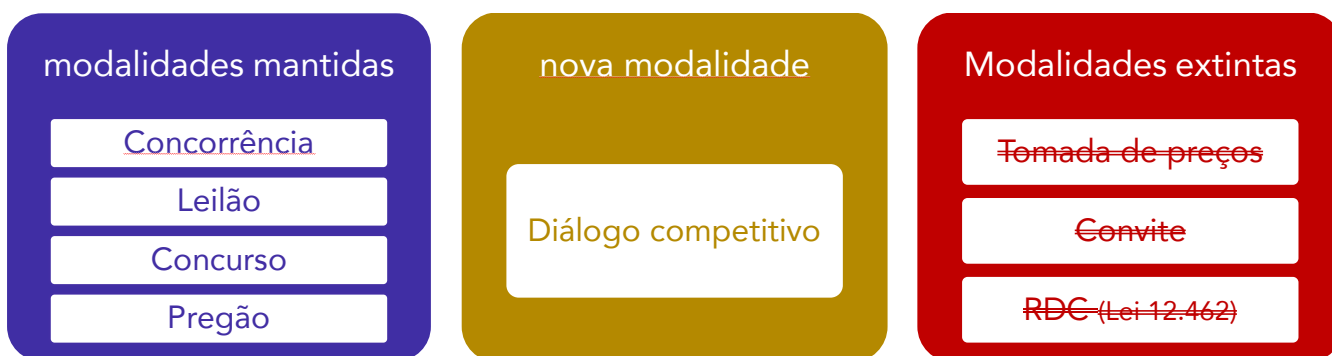 modalidades mantidas
Concorrência
Leilão
Concurso
Pregão
nova modalidade
Diálogo competitivo
Modalidades extintas
Tomada de preços
Convite
RDC (Lei 12.462)